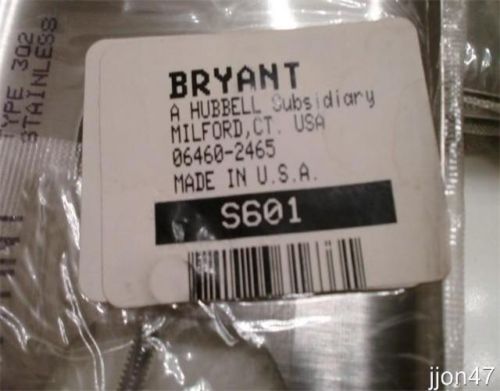 TYPE 302
STAINLESS
BRYANT
A HUBBELL Subsidiary
MILFORD,CT. USA
06460-2465
MADE IN U.S.A.
S601
jjon47